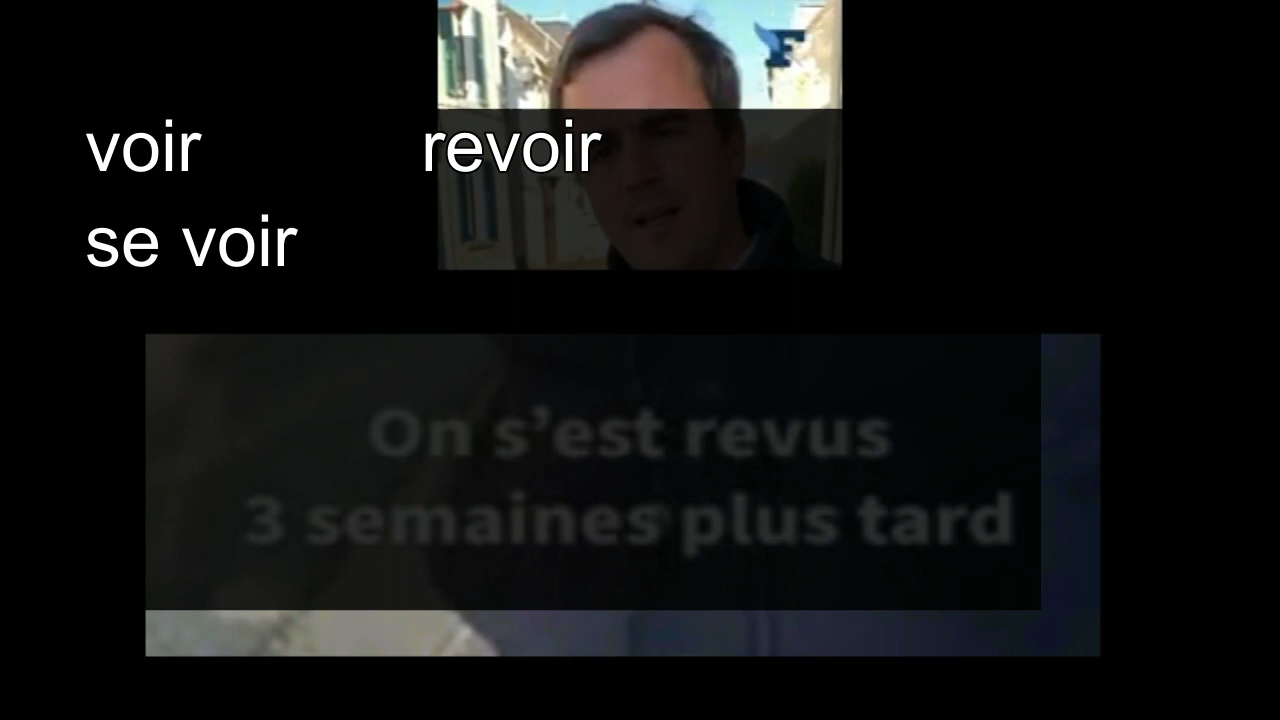 F
voir revoir
se voir
On s’est revus
3 semaines plus tard